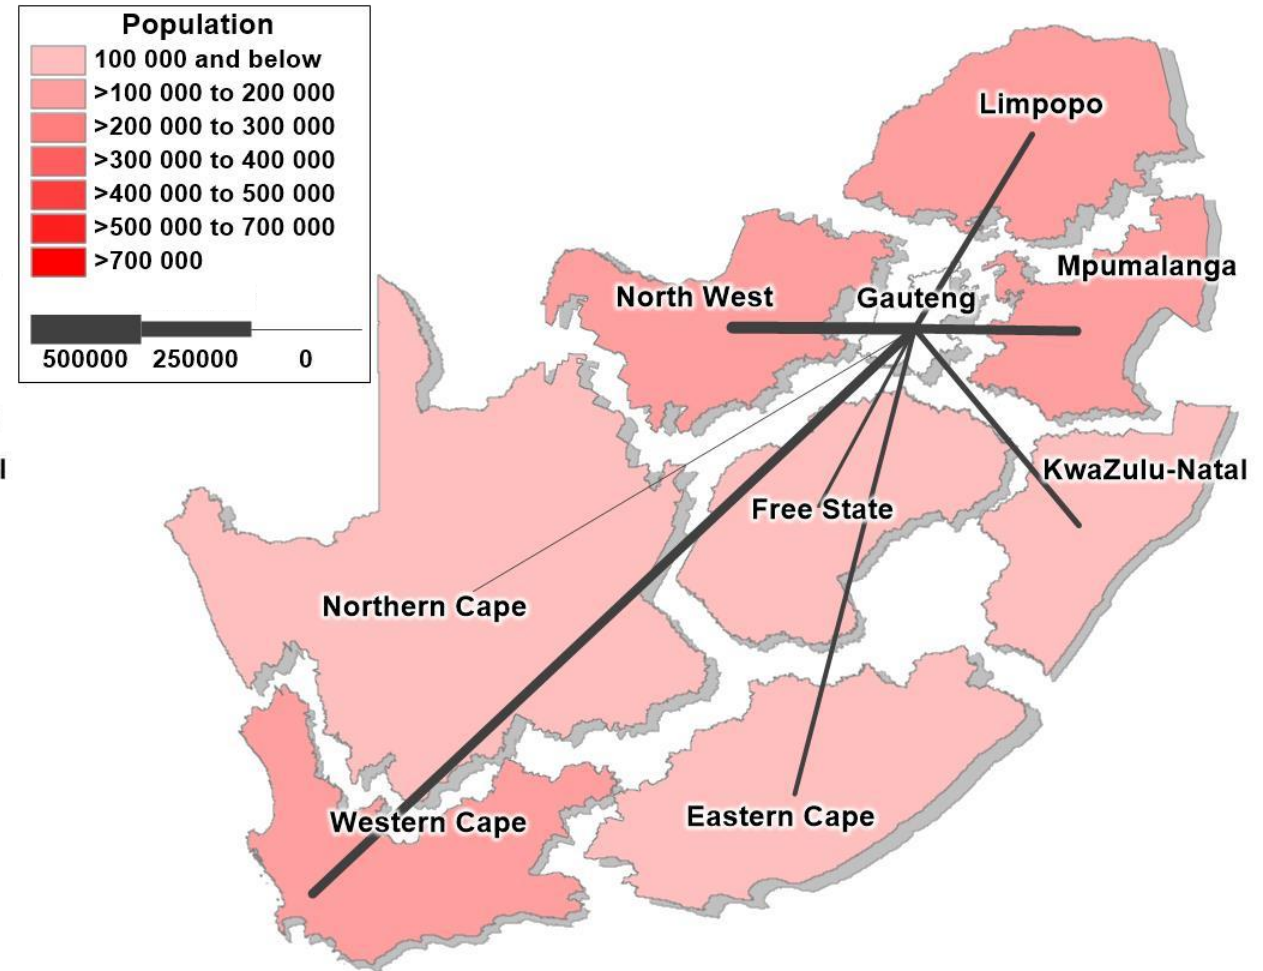 Population
100 000 and below
>100 000 to 200 000
>200 000 to 300 000
>300 000 to 400 000
>400 000 to 500 000
>500 000 to 700 000
>700 000
500000 250000 0
Limpopo
Mpumalanga
North West
Gauteng
l
KwaZulu-Natal
Free State
Northern Cape
Western Cape
Eastern Cape